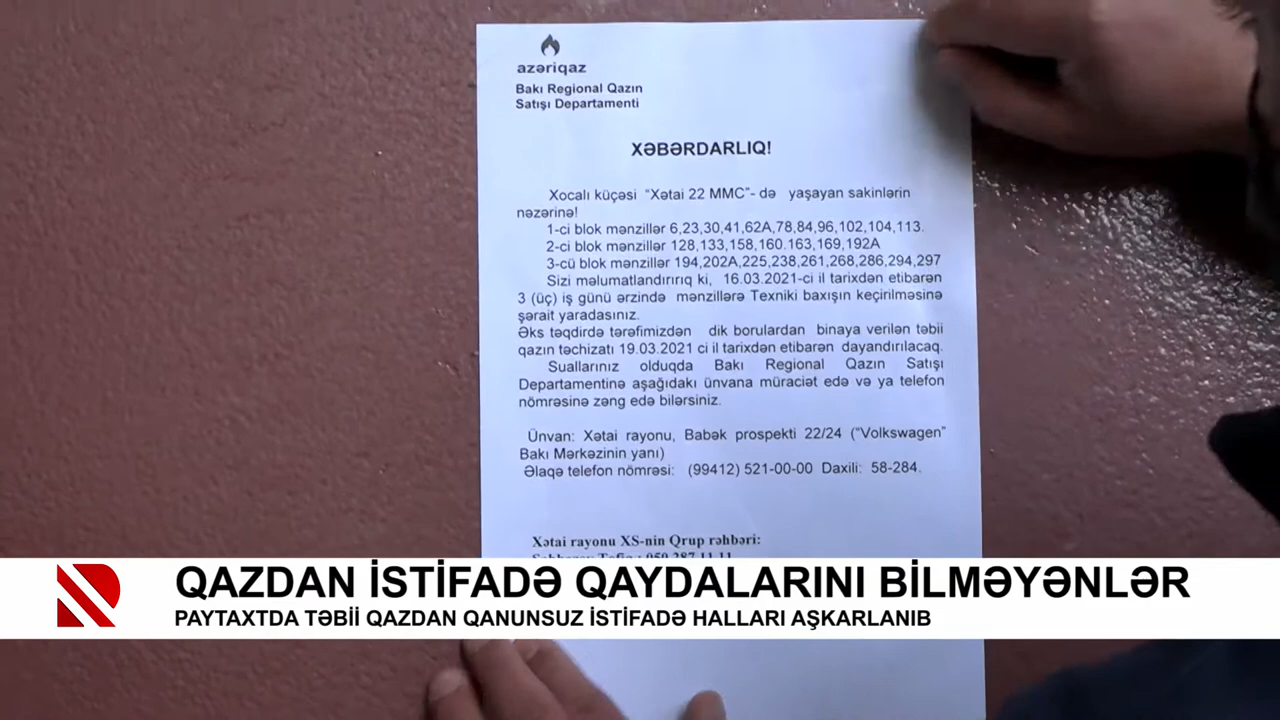 azəriqaz
Bakı Regional Qazın
Satışı Departamenti
XƏBƏRDARLIQ!
Xocalı küçəsi “Xətai 22 MMC”- də yaşayan sakinlərin
nəzərinə!
1-ci blok mənzillər 6,23,30,41,62A,78,84,96,102,104,113.
2-ci blok mənzillər 128,133,158,160.163,169,192A
3-cü blok mənzillər 194,202A,225,238,261,268,286,294,297
Sizi məlumatlandırırıq ki, 16.03.2021-ci il tarixdən etibarən
3 (üç) iş günü ərzində mənzillərə Texniki baxışın keçirilməsinə
şərait yaradasınız.
Əks təqdirdə tərəfimizdən dik borulardan binaya verilən təbii
qazın təchizatı 19.03.2021 ci il tarixdən etibarən dayandırılacaq.
Suallarınız olduqda Bakı Regional Qazın Satışı
Departamentinə aşağıdakı ünvana müraciət edə və ya telefon
nömrəsinə zəng edə bilərsiniz.
Ünvan: Xətai rayonu, Babək prospekti 22/24 (“Volkswagen”
Bakı Mərkəzinin yanı)
Əlaqə telefon nömrəsi: (99412) 521-00-00 Daxili: 58-284.
Xətai rayonu XS-nin Qrup rəhbəri:
QAZDAN İSTİFADƏ QAYDALARINI BİLMƏYƏNLƏR
PAYTAXTDA TƏBİİ QAZDAN QANUNSUZ İSTİFADƏ HALLARI AŞKARLANIB